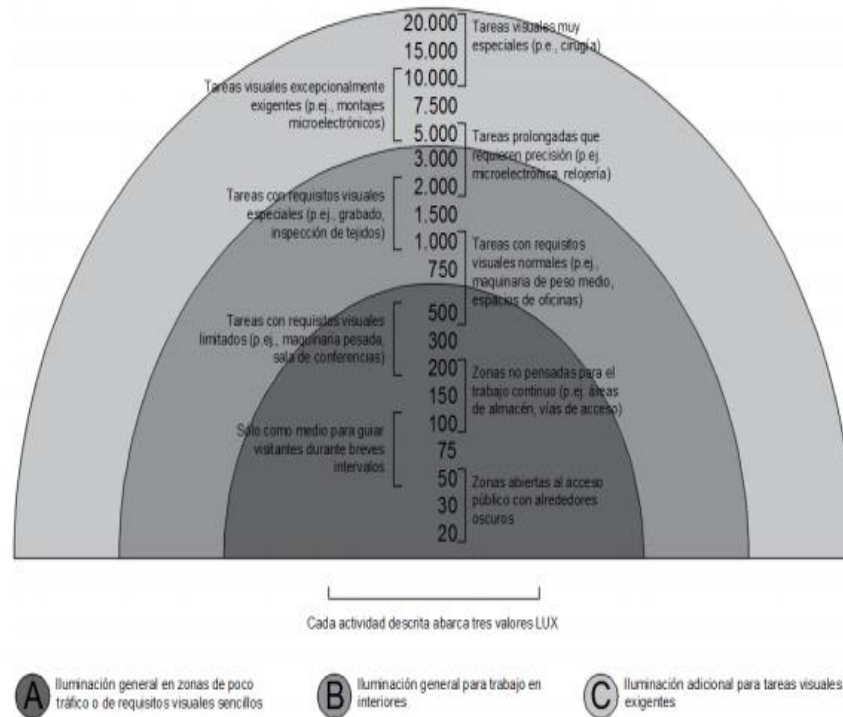 20.000
15.000
10.000
7.500
5.000
3.000
2.000
1.500
1.000
750
500
300
200
150
100
75
50
30
20
Tareas visuales muy
especiales (p.e., cirugía)
Tareas visuales excepcionalmente
exigentes (p.ej., montajes
microelectrónicos)
Tareas prolongadas que
requieren precisión (p.ej.
microelectrónica, relojería)
Tareas con requisitos visuales
especiales (p.ej., grabado,
inspección de tejidos)
Tareas con requisitos
visuales normales (p.ej.,
maquinaria de peso medio,
espacios de oficinas)
Tareas con requisitos visuales
limitados (p.ej., maquinaria pesada,
sala de conferencias)
Zonas no pensadas para el
trabajo continuo (p.ej. áreas
de almacén, vías de acceso)
Sólo como medio para guiar
visitantes durante breves
intervalos
Zonas abiertas al acceso
público con alrededores
oscuros
Cada actividad descrita abarca tres valores LUX
A
Iluminación general en zonas de poco
tráfico o de requisitos visuales sencillos
B
Iluminación general para trabajo en
interiores
C
Iluminación adicional para tareas visuales
exigentes